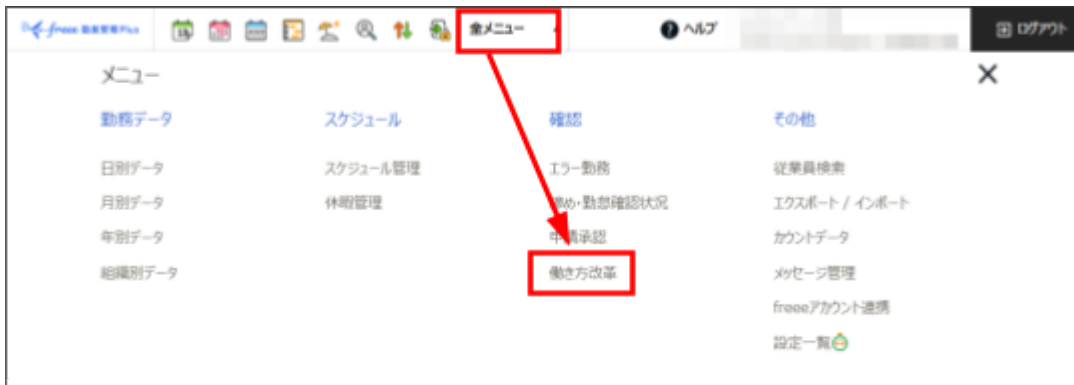 freee 勤怠管理Plus
全メニュー
ヘルプ
ログアウト
メニュー
勤務データ
日別データ
月別データ
年別データ
組織別データ
スケジュール
スケジュール管理
休暇管理
確認
エラー勤務
締め・勤怠確認状況
申請承認
働き方改革
その他
従業員検索
エクスポート / インポート
カウントデータ
メッセージ管理
freeeアカウント連携
設定一覧